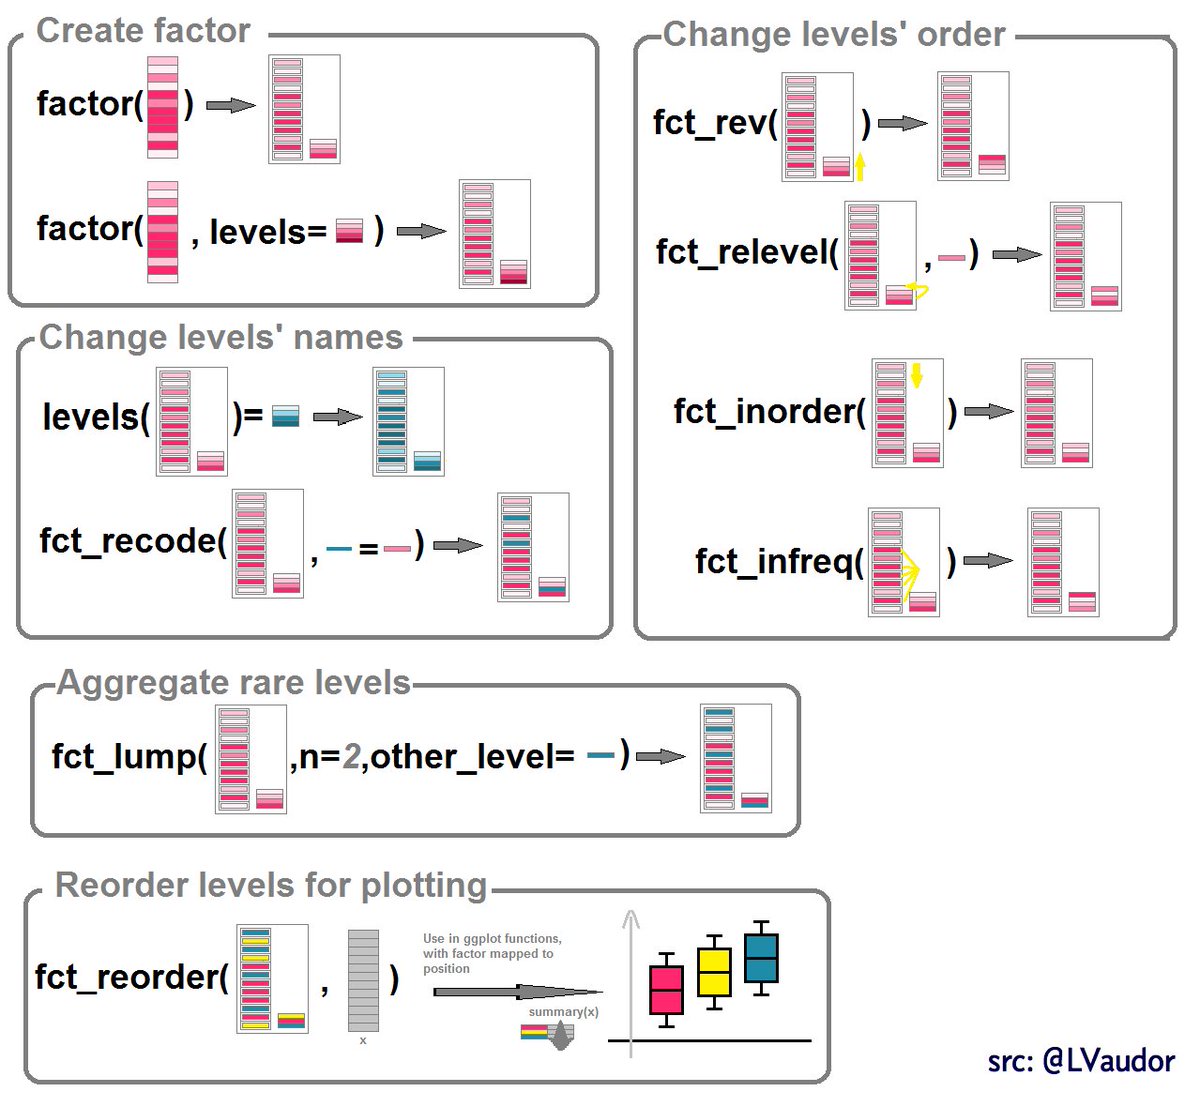 Create factor
factor( )
factor( , levels= )
Change levels' names
levels( )=
fct_recode( , = )
Change levels' order
fct_rev( )
fct_relevel( , )
fct_inorder( )
fct_infreq( )
Aggregate rare levels
fct_lump( ,n=2,other_level= )
Reorder levels for plotting
fct_reorder( , )
x
Use in ggplot functions,
with factor mapped to
position
summary(x)
src: @LVaudor